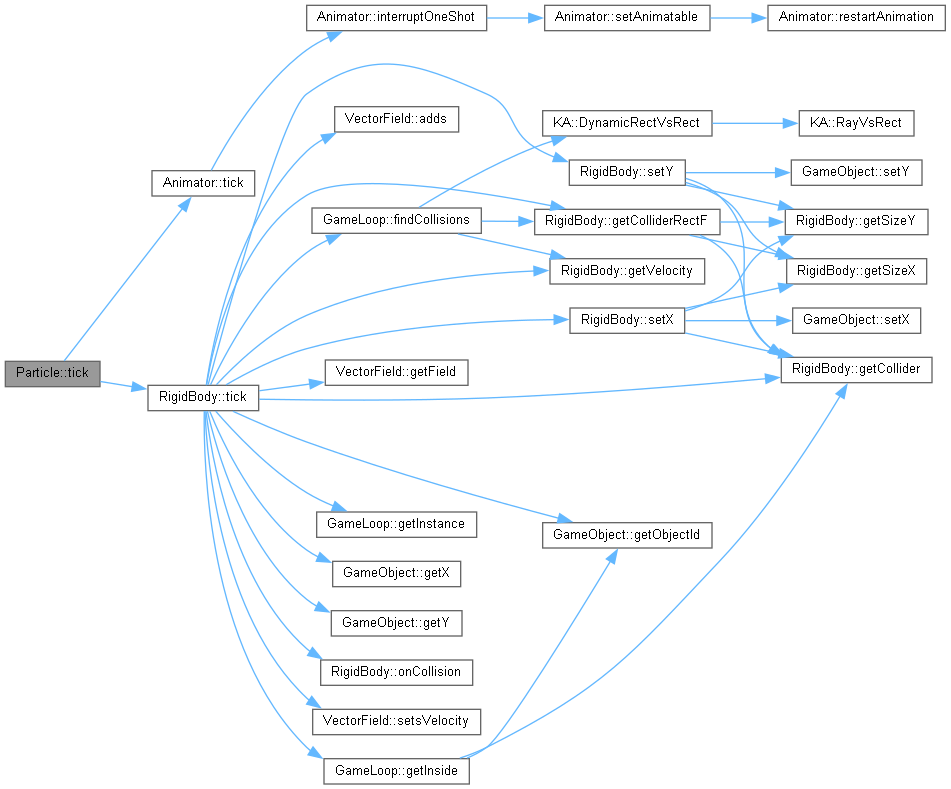 Animator::interruptOneShot
Animator::setAnimatable
Animator::restartAnimation
VectorField::adds
KA::DynamicRectVsRect
KA::RayVsRect
Animator::tick
RigidBody::setY
GameObject::setY
GameLoop::findCollisions
RigidBody::getColliderRectF
RigidBody::getSizeY
RigidBody::getVelocity
RigidBody::getSizeX
RigidBody::setX
GameObject::setX
Particle::tick
VectorField::getField
RigidBody::getCollider
RigidBody::tick
GameLoop::getInstance
GameObject::getObjectId
GameObject::getX
GameObject::getY
RigidBody::onCollision
VectorField::setsVelocity
GameLoop::getInside